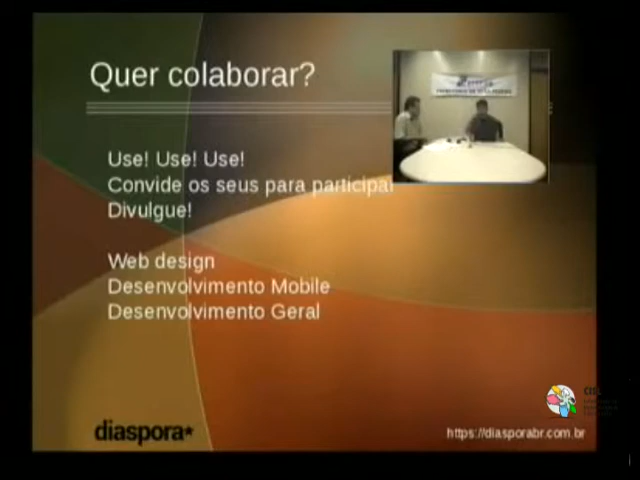 Quer colaborar?
Use! Use! Use!
Convide os seus para participar
Divulgue!
Web design
Desenvolvimento Mobile
Desenvolvimento Geral
diaspora*
https://diasporabr.com.br